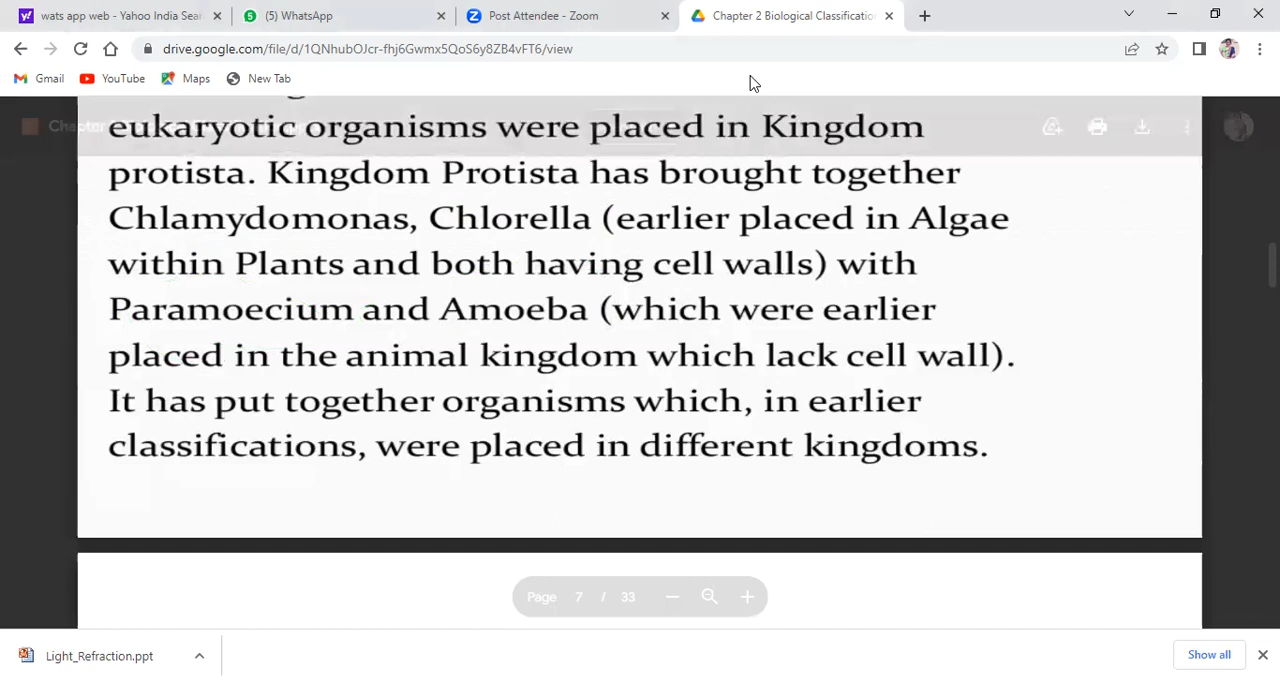 wats app web - Yahoo India Sear
(5) WhatsApp
Post Attendee - Zoom
Chapter 2 Biological Classification
drive.google.com/file/d/1QNhubOJcr-fhj6Gwmx5QoS6y8ZB4vFT6/view
Gmail
YouTube
Maps
New Tab
eukaryotic organisms were placed in Kingdom
protista. Kingdom Protista has brought together
Chlamydomonas, Chlorella (earlier placed in Algae
within Plants and both having cell walls) with
Paramoecium and Amoeba (which were earlier
placed in the animal kingdom which lack cell wall).
It has put together organisms which, in earlier
classifications, were placed in different kingdoms.
Page 7 / 33
Light_Refraction.ppt
Show all